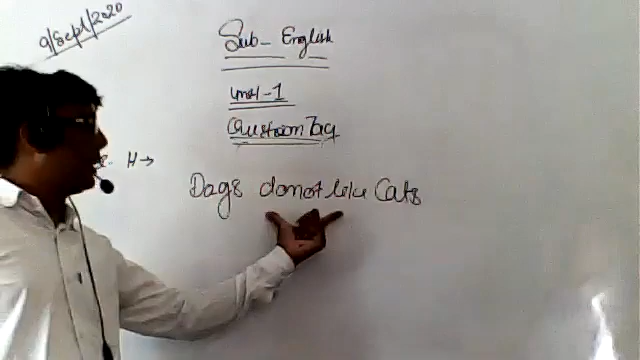 9/Sept/2020
Sub- English
Unit-1
Question Tag
H →
Dogs donot like Cats